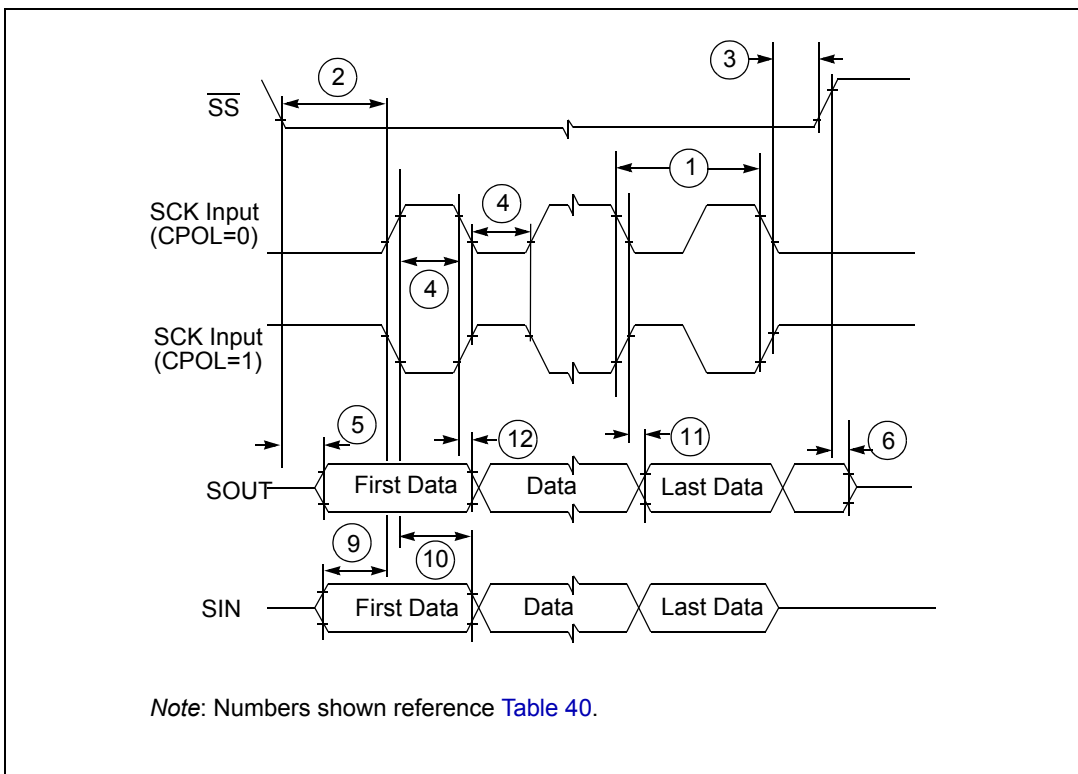 2
3
SS
1
SCK Input
(CPOL=0)
4
4
SCK Input
(CPOL=1)
5
12
11
6
SOUT
First Data
Data
Last Data
9
10
SIN
First Data
Data
Last Data
Note: Numbers shown reference Table 40.